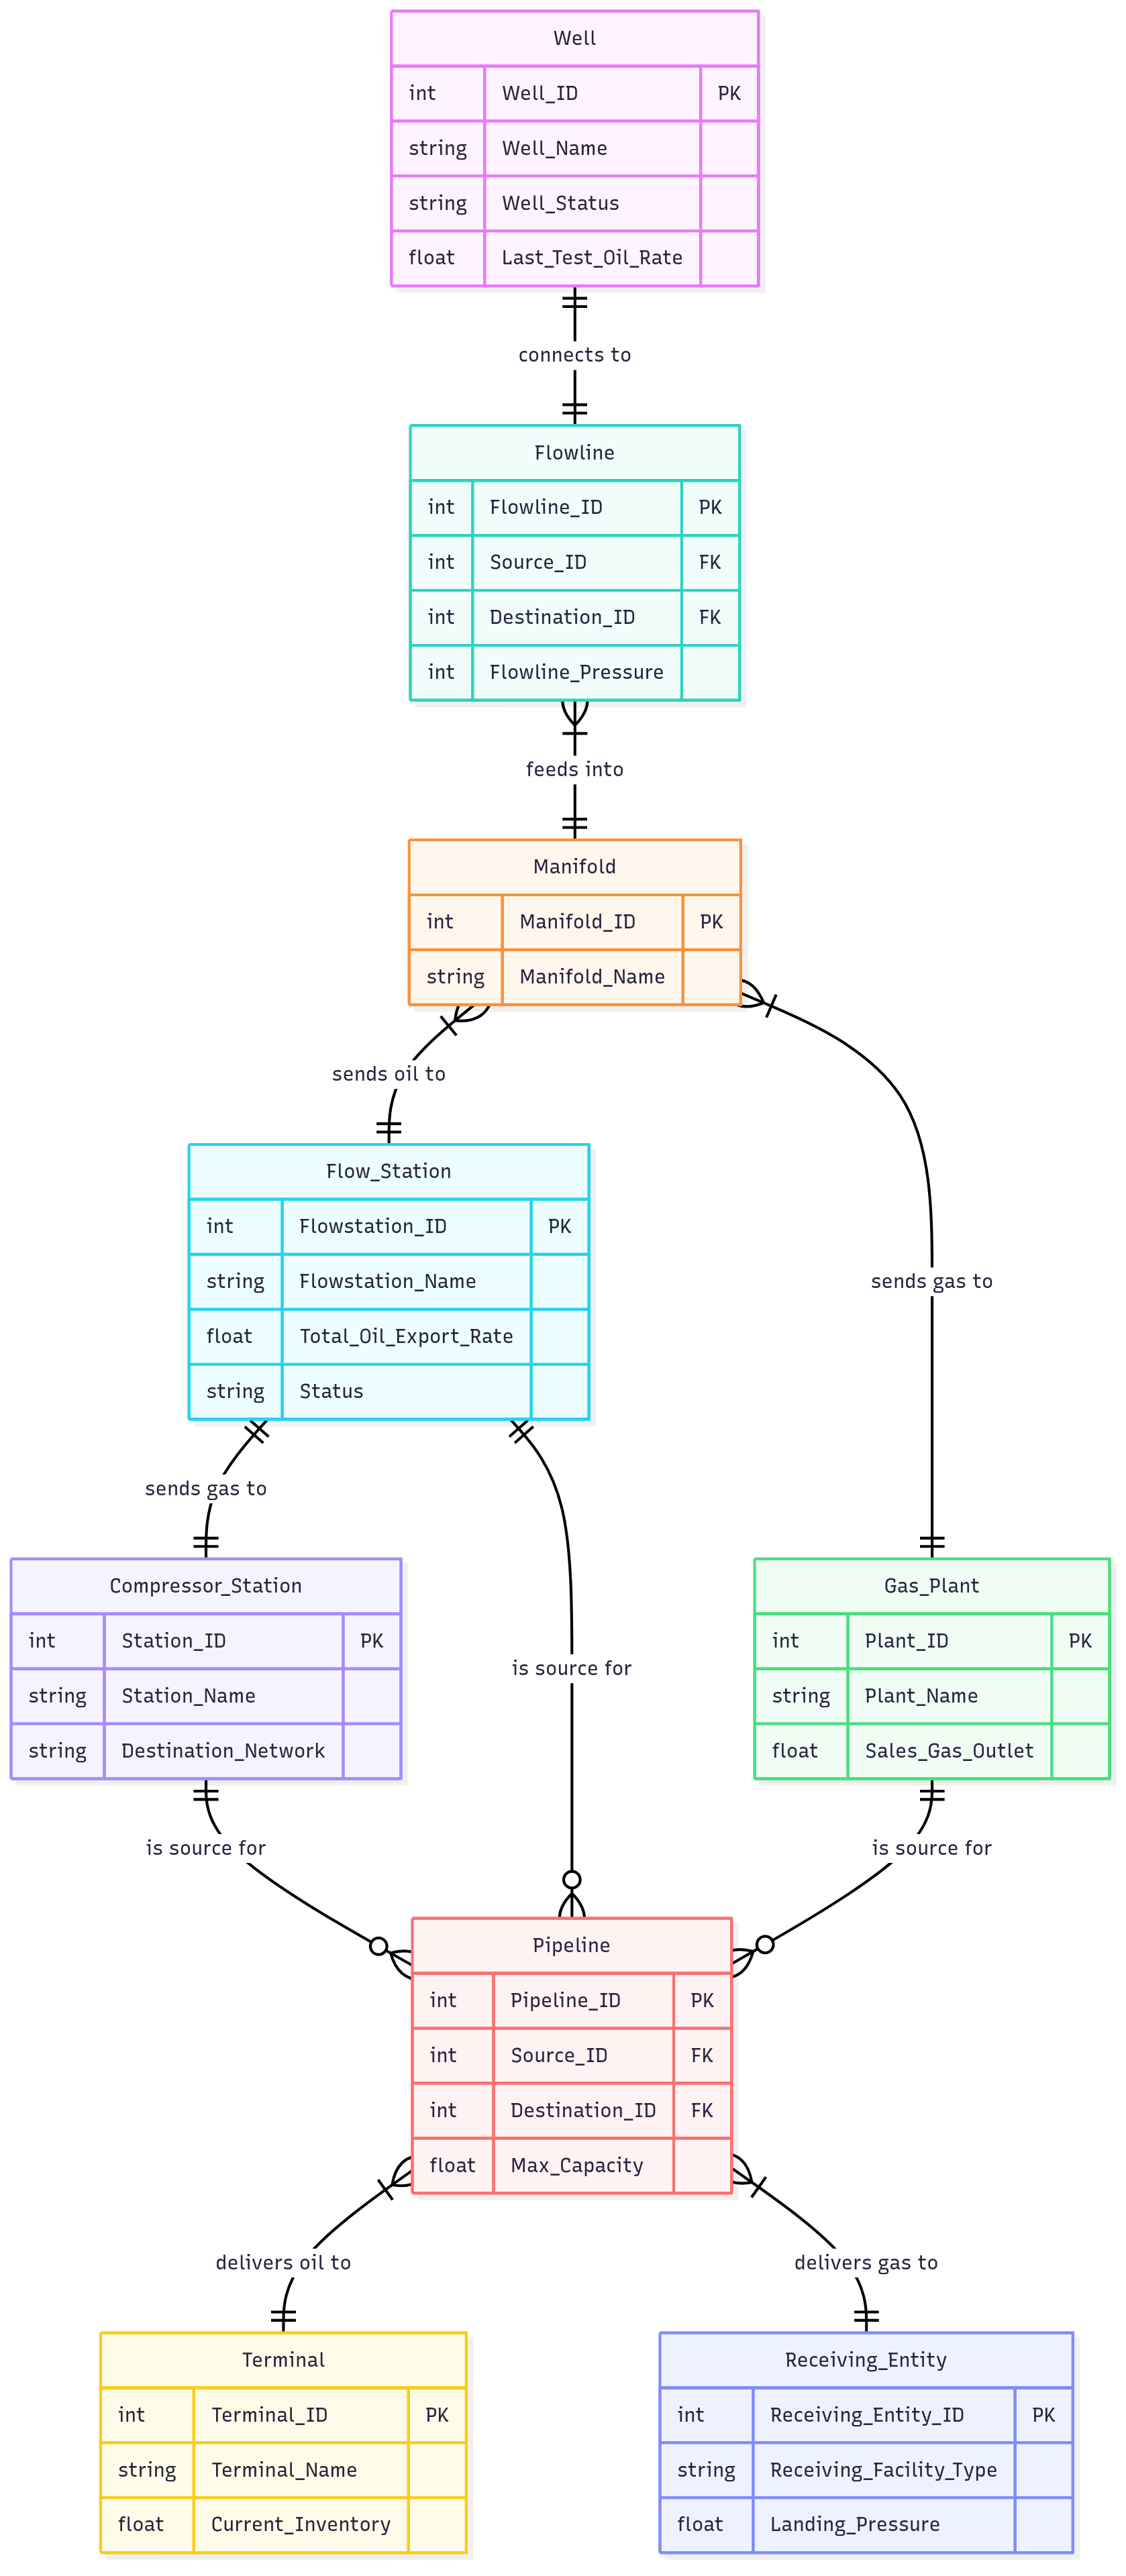 Well
int Well_ID PK
string Well_Name
string Well_Status
float Last_Test_Oil_Rate
connects to
Flowline
int Flowline_ID PK
int Source_ID FK
int Destination_ID FK
int Flowline_Pressure
feeds into
Manifold
int Manifold_ID PK
string Manifold_Name
sends oil to
Flow_Station
int Flowstation_ID PK
string Flowstation_Name
float Total_Oil_Export_Rate
string Status
sends gas to
sends gas to
Compressor_Station
int Station_ID PK
string Station_Name
string Destination_Network
is source for
Gas_Plant
int Plant_ID PK
string Plant_Name
float Sales_Gas_Outlet
is source for
is source for
Pipeline
int Pipeline_ID PK
int Source_ID FK
int Destination_ID FK
float Max_Capacity
delivers oil to
delivers gas to
Terminal
int Terminal_ID PK
string Terminal_Name
float Current_Inventory
Receiving_Entity
int Receiving_Entity_ID PK
string Receiving_Facility_Type
float Landing_Pressure